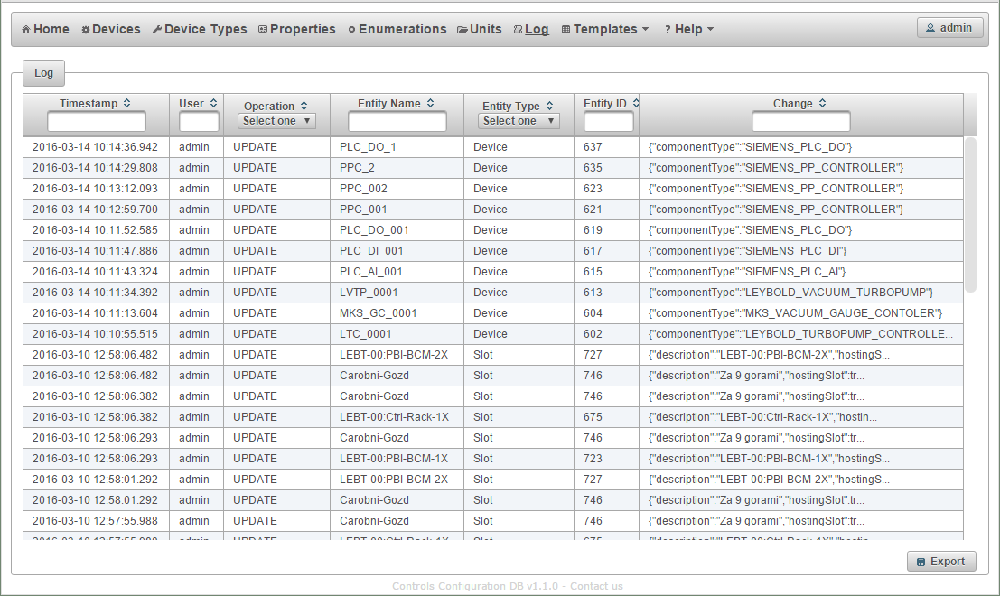 Home Devices Device Types Properties Enumerations Units Log Templates ? Help admin
Log
Timestamp User Operation Entity Name Entity Type Entity ID Change
Select one Select one
2016-03-14 10:14:36.942 admin UPDATE PLC_DO_1 Device 637 {"componentType":"SIEMENS_PLC_DO"}
2016-03-14 10:14:29.808 admin UPDATE PPC_2 Device 635 {"componentType":"SIEMENS_PP_CONTROLLER"}
2016-03-14 10:13:12.093 admin UPDATE PPC_002 Device 623 {"componentType":"SIEMENS_PP_CONTROLLER"}
2016-03-14 10:12:59.700 admin UPDATE PPC_001 Device 621 {"componentType":"SIEMENS_PP_CONTROLLER"}
2016-03-14 10:11:52.585 admin UPDATE PLC_DO_001 Device 619 {"componentType":"SIEMENS_PLC_DO"}
2016-03-14 10:11:47.886 admin UPDATE PLC_DI_001 Device 617 {"componentType":"SIEMENS_PLC_DI"}
2016-03-14 10:11:43.324 admin UPDATE PLC_AI_001 Device 615 {"componentType":"SIEMENS_PLC_AI"}
2016-03-14 10:11:34.392 admin UPDATE LVTP_0001 Device 613 {"componentType":"LEYBOLD_VACUUM_TURBOPUMP"}
2016-03-14 10:11:13.604 admin UPDATE MKS_GC_0001 Device 604 {"componentType":"MKS_VACUUM_GAUGE_CONTOLER"}
2016-03-14 10:10:55.515 admin UPDATE LTC_0001 Device 602 {"componentType":"LEYBOLD_TURBOPUMP_CONTROLLE...
2016-03-10 12:58:06.482 admin UPDATE LEBT-00:PBI-BCM-2X Slot 727 {"description":"LEBT-00:PBI-BCM-2X","hostingS...
2016-03-10 12:58:06.482 admin UPDATE Carobni-Gozd Slot 746 {"description":"Za 9 gorami","hostingSlot":tr...
2016-03-10 12:58:06.382 admin UPDATE Carobni-Gozd Slot 746 {"description":"Za 9 gorami","hostingSlot":tr...
2016-03-10 12:58:06.382 admin UPDATE LEBT-00:Ctrl-Rack-1X Slot 675 {"description":"LEBT-00:Ctrl-Rack-1X","hostin...
2016-03-10 12:58:06.293 admin UPDATE Carobni-Gozd Slot 746 {"description":"Za 9 gorami","hostingSlot":tr...
2016-03-10 12:58:06.293 admin UPDATE LEBT-00:PBI-BCM-1X Slot 723 {"description":"LEBT-00:PBI-BCM-1X","hostingS...
2016-03-10 12:58:01.292 admin UPDATE LEBT-00:PBI-BCM-2X Slot 727 {"description":"LEBT-00:PBI-BCM-2X","hostingS...
2016-03-10 12:58:01.292 admin UPDATE Carobni-Gozd Slot 746 {"description":"Za 9 gorami","hostingSlot":tr...
2016-03-10 12:57:55.988 admin UPDATE Carobni-Gozd Slot 746 {"description":"Za 9 gorami","hostingSlot":tr...
Export
Controls Configuration DB v1.1.0 - Contact us